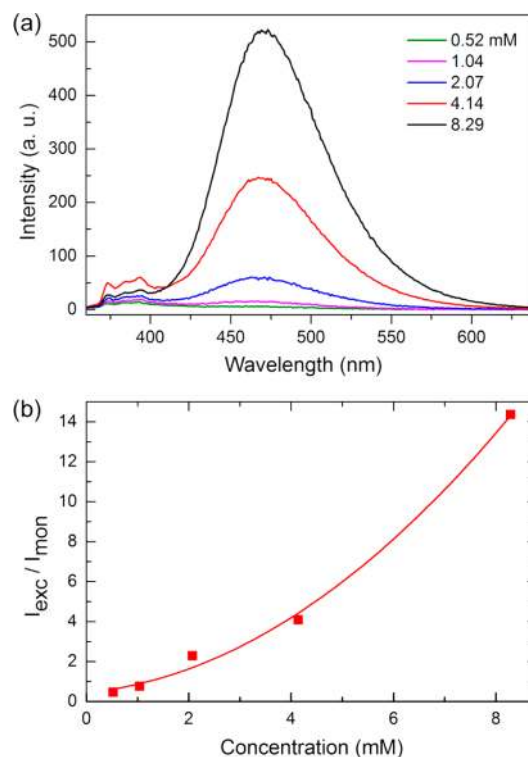 (a)
500
400
300
200
100
0
Intensity (a. u.)
0.52 mM
1.04
2.07
4.14
8.29
400 450 500 550 600
Wavelength (nm)
(b)
14
12
10
8
6
4
2
0
I_exc / I_mon
0 2 4 6 8
Concentration (mM)